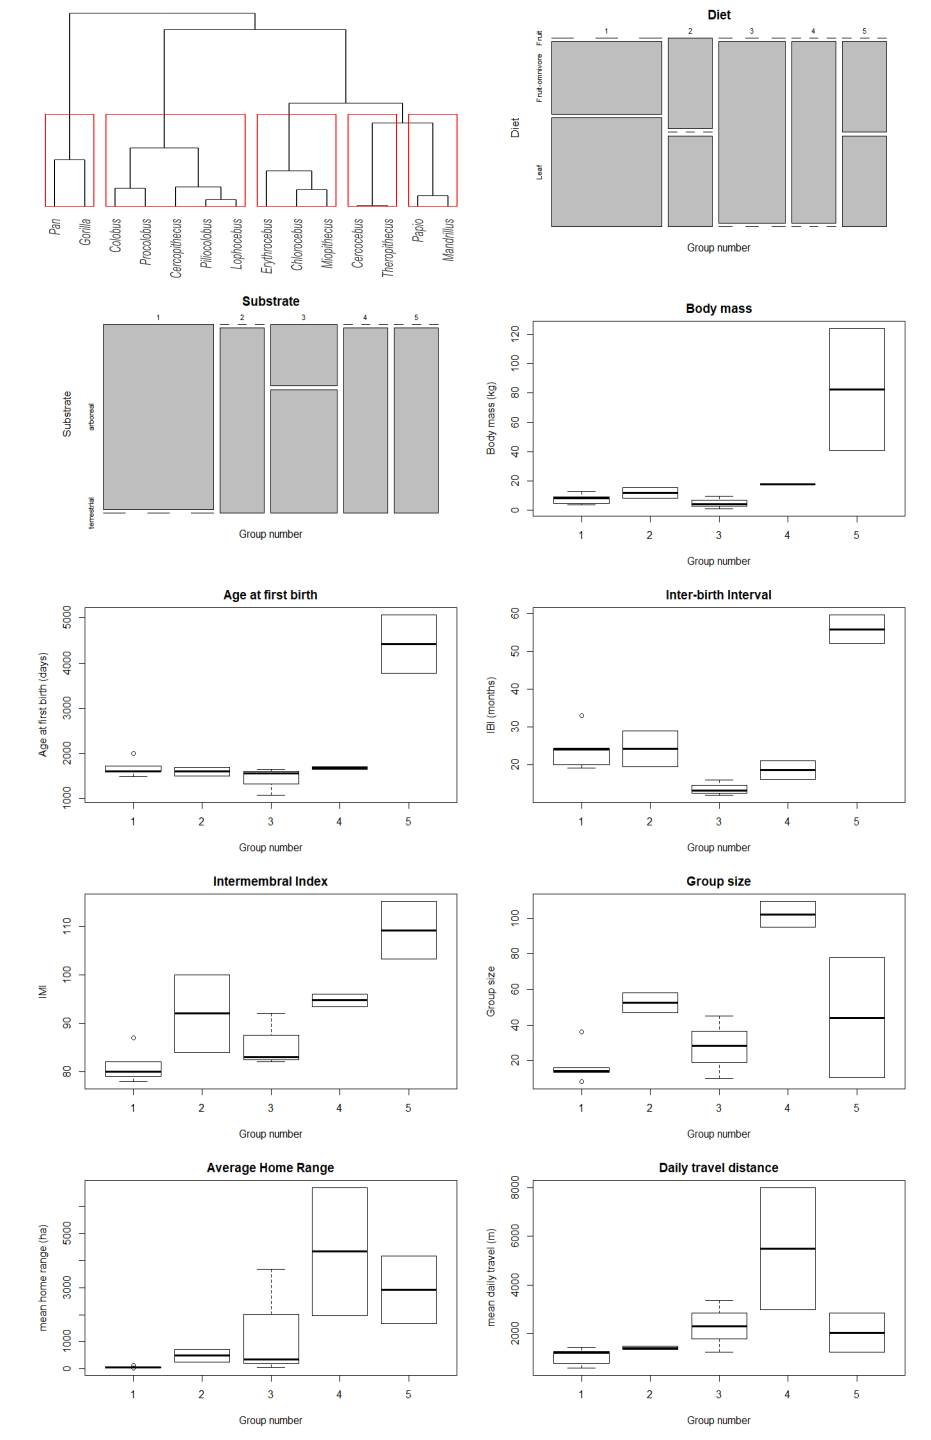 Pan
Gorilla
Colobus
Procolobus
Cercopithecus
Piliocolobus
Lophocebus
Erythrocebus
Chlorocebus
Miopithecus
Cercocebus
Theropithecus
Papio
Mandrillus
Diet
1 2 3 4 5
Diet
Fruit
Fruit-omnivore
Leaf
Group number
Substrate
1 2 3 4 5
Substrate
arboreal
terrestrial
Group number
Body mass
Body mass (kg)
0 20 40 60 80 100 120
1 2 3 4 5
Group number
Age at first birth
Age at first birth (days)
1000 2000 3000 4000 5000
1 2 3 4 5
Group number
Inter-birth Interval
IBI (months)
20 30 40 50 60
1 2 3 4 5
Group number
Intermembral Index
IMI
80 90 100 110
1 2 3 4 5
Group number
Group size
Group size
20 40 60 80 100
1 2 3 4 5
Group number
Average Home Range
mean home range (ha)
0 1000 3000 5000
1 2 3 4 5
Group number
Daily travel distance
mean daily travel (m)
2000 4000 6000 8000
1 2 3 4 5
Group number